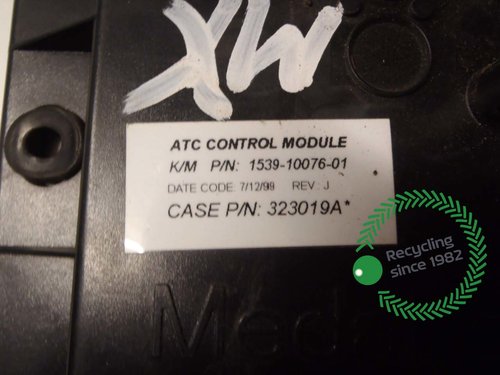 XW
ATC CONTROL MODULE
K/M P/N: 1539-10076-01
DATE CODE: 7/12/99 REV: J
CASE P/N: 323019A*
Recycling
since 1982